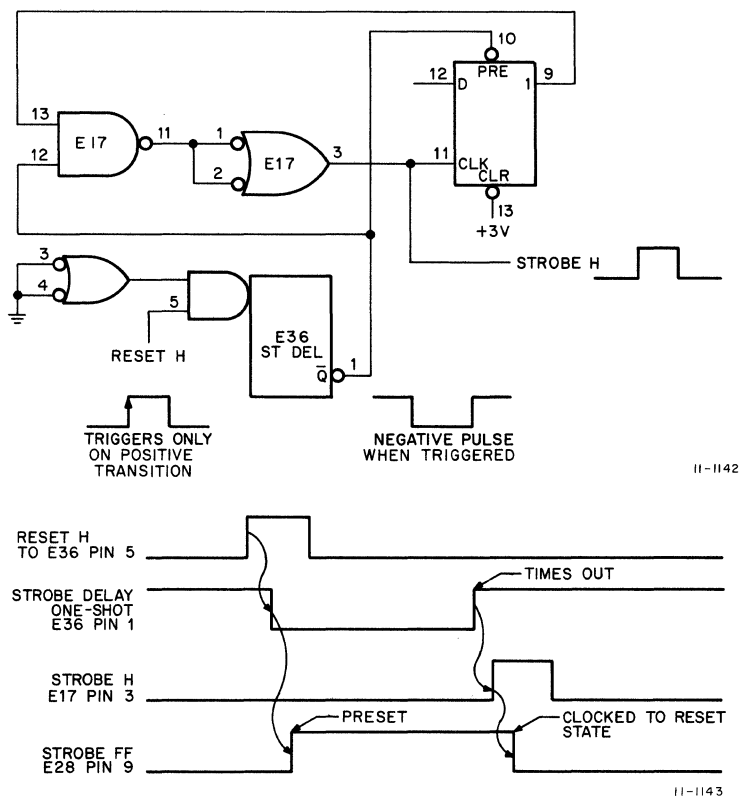 10
PRE
12
D
1
9
13
E17
11
1
E17
3
11
CLK
12
2
CLR
13
+3V
3
STROBE H
4
5
E36
ST DEL
RESET H
Q̅
1
TRIGGERS ONLY
ON POSITIVE
TRANSITION
NEGATIVE PULSE
WHEN TRIGGERED
11-1142
RESET H
TO E36 PIN 5
TIMES OUT
STROBE DELAY
ONE-SHOT
E36 PIN 1
STROBE H
E17 PIN 3
PRESET
CLOCKED TO RESET
STATE
STROBE FF
E28 PIN 9
11-1143